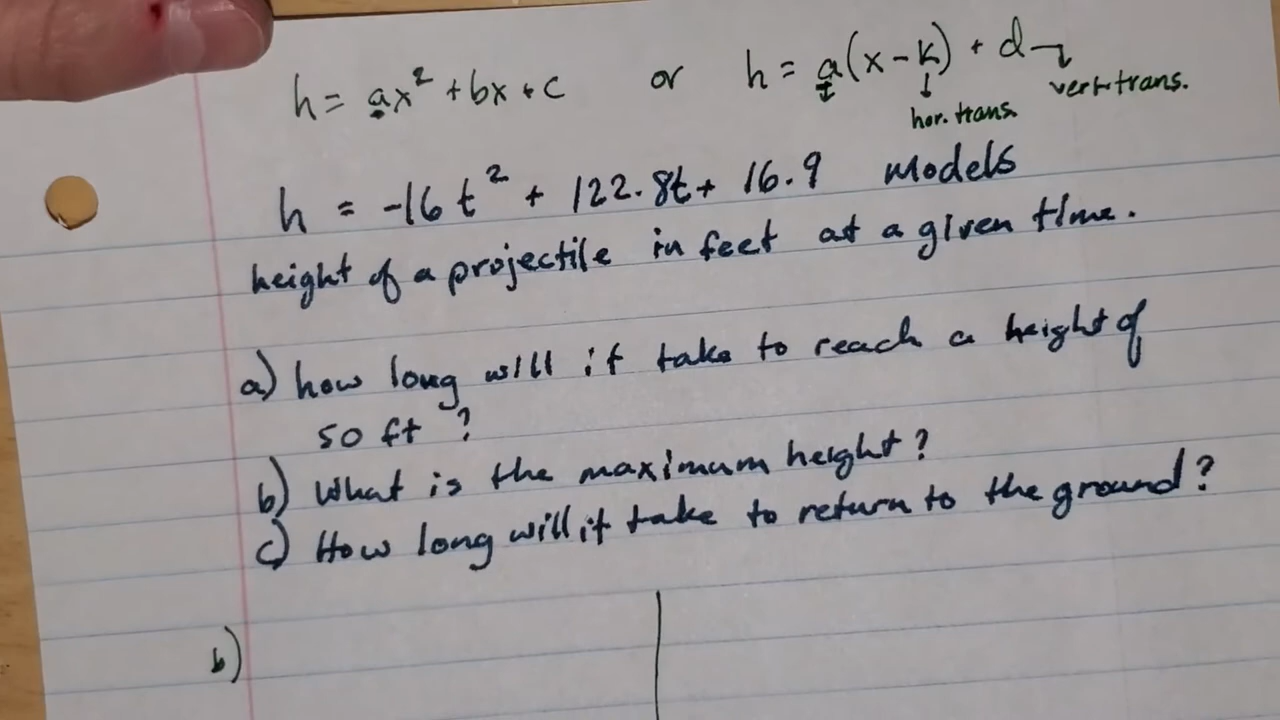 h = ax² + bx + c or h = a(x-k) + d
hor. trans. vert. trans.
h = -16t² + 122.8t + 16.9 models
height of a projectile in feet at a given time.
a) how long will it take to reach a height of
50 ft ?
b) What is the maximum height?
c) How long will it take to return to the ground?
b)